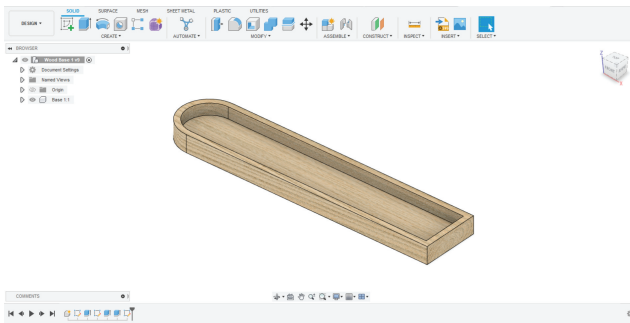 SOLID SURFACE MESH SHEET METAL PLASTIC UTILITIES
DESIGN
CREATE AUTOMATE MODIFY ASSEMBLE CONSTRUCT INSPECT INSERT SELECT
BROWSER
Wood Base 1 v9
Document Settings
Named Views
Origin
Base 1:1
Z
COMMENTS